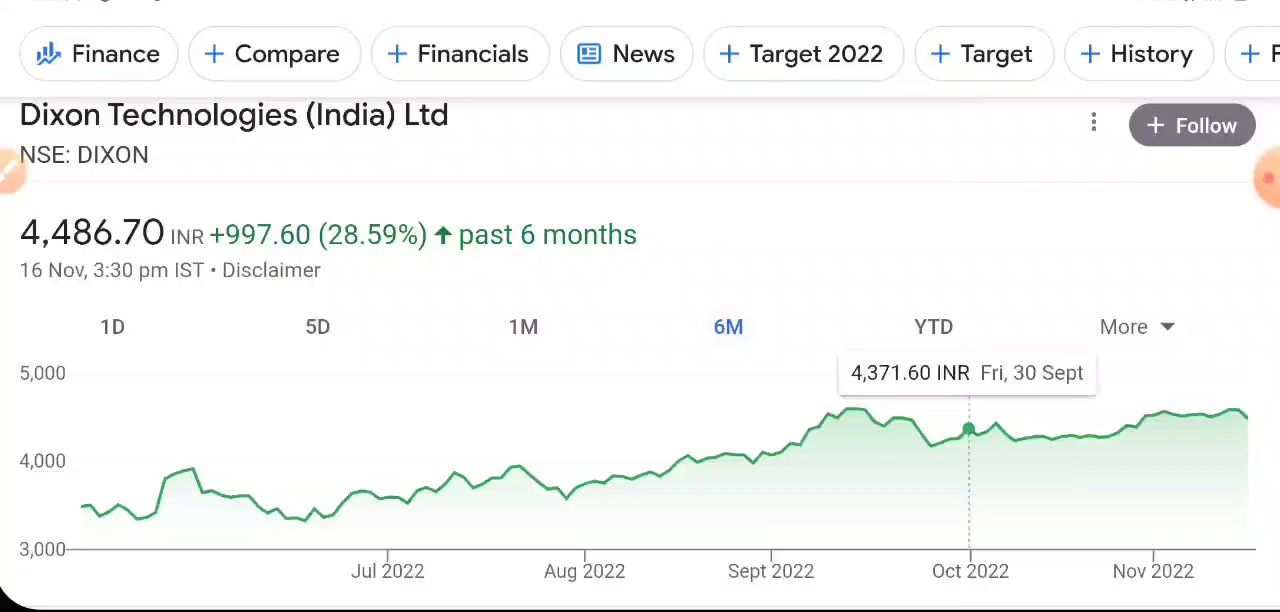 Finance Compare Financials News Target 2022 Target History
Dixon Technologies (India) Ltd
Follow
NSE: DIXON
4,486.70 INR +997.60 (28.59%) past 6 months
16 Nov, 3:30 pm IST • Disclaimer
1D 5D 1M 6M YTD More
4,371.60 INR Fri, 30 Sept
5,000
4,000
3,000
Jul 2022 Aug 2022 Sept 2022 Oct 2022 Nov 2022